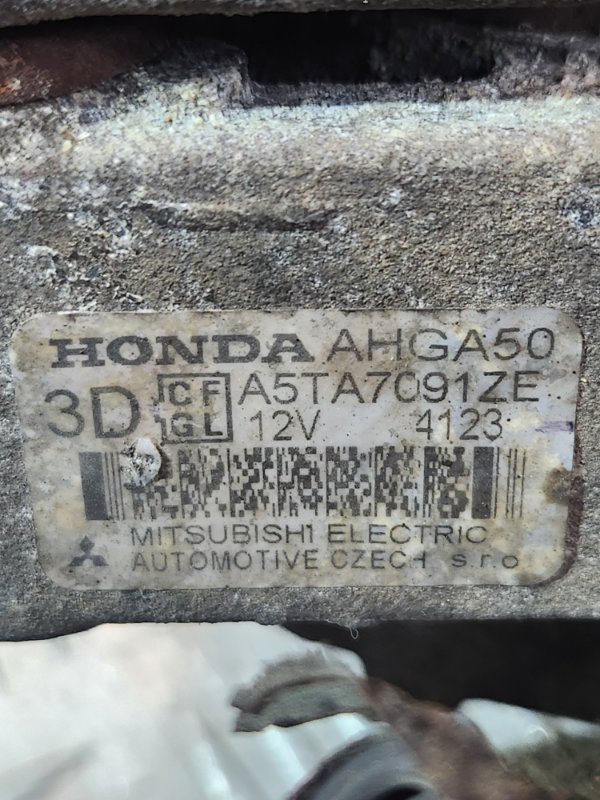 HONDA AHGA50
3D CF A5TA7091ZE
GL 12V 4123
MITSUBISHI ELECTRIC
AUTOMOTIVE CZECH s.r.o